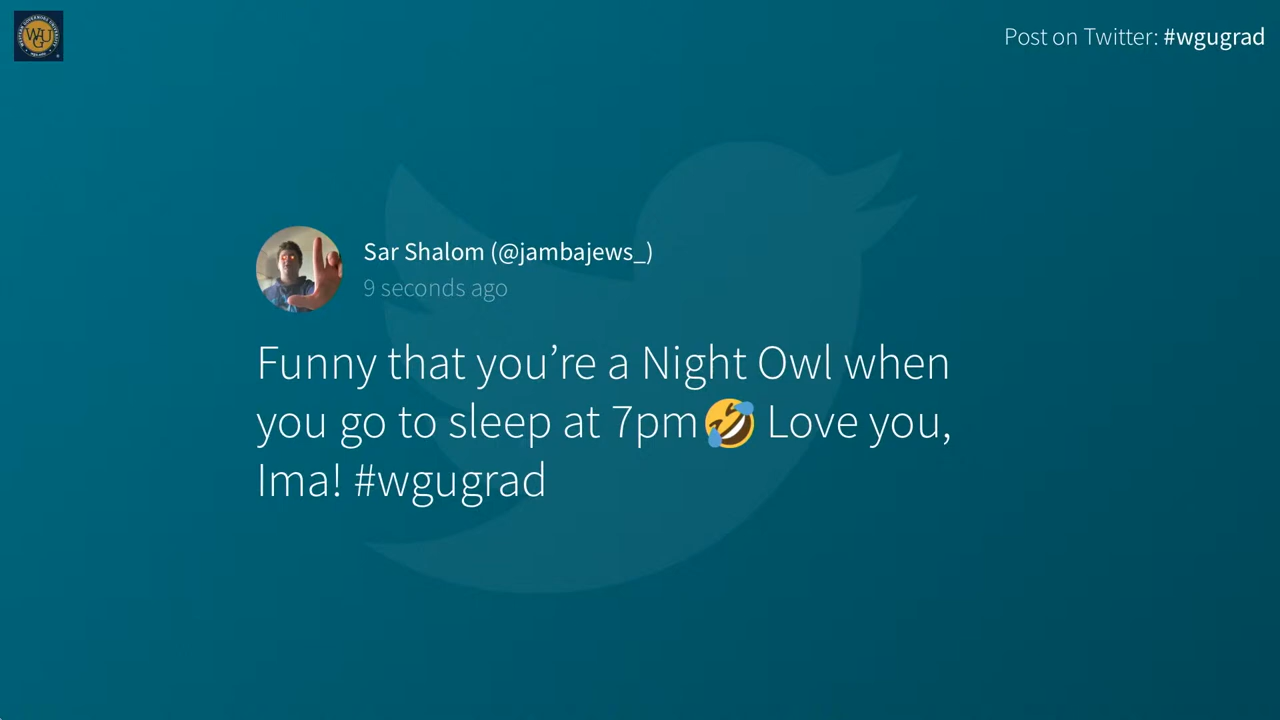 WGU
Post on Twitter: #wgugrad
Sar Shalom (@jambajews_)
9 seconds ago
Funny that you’re a Night Owl when
you go to sleep at 7pm🤣 Love you,
Ima! #wgugrad